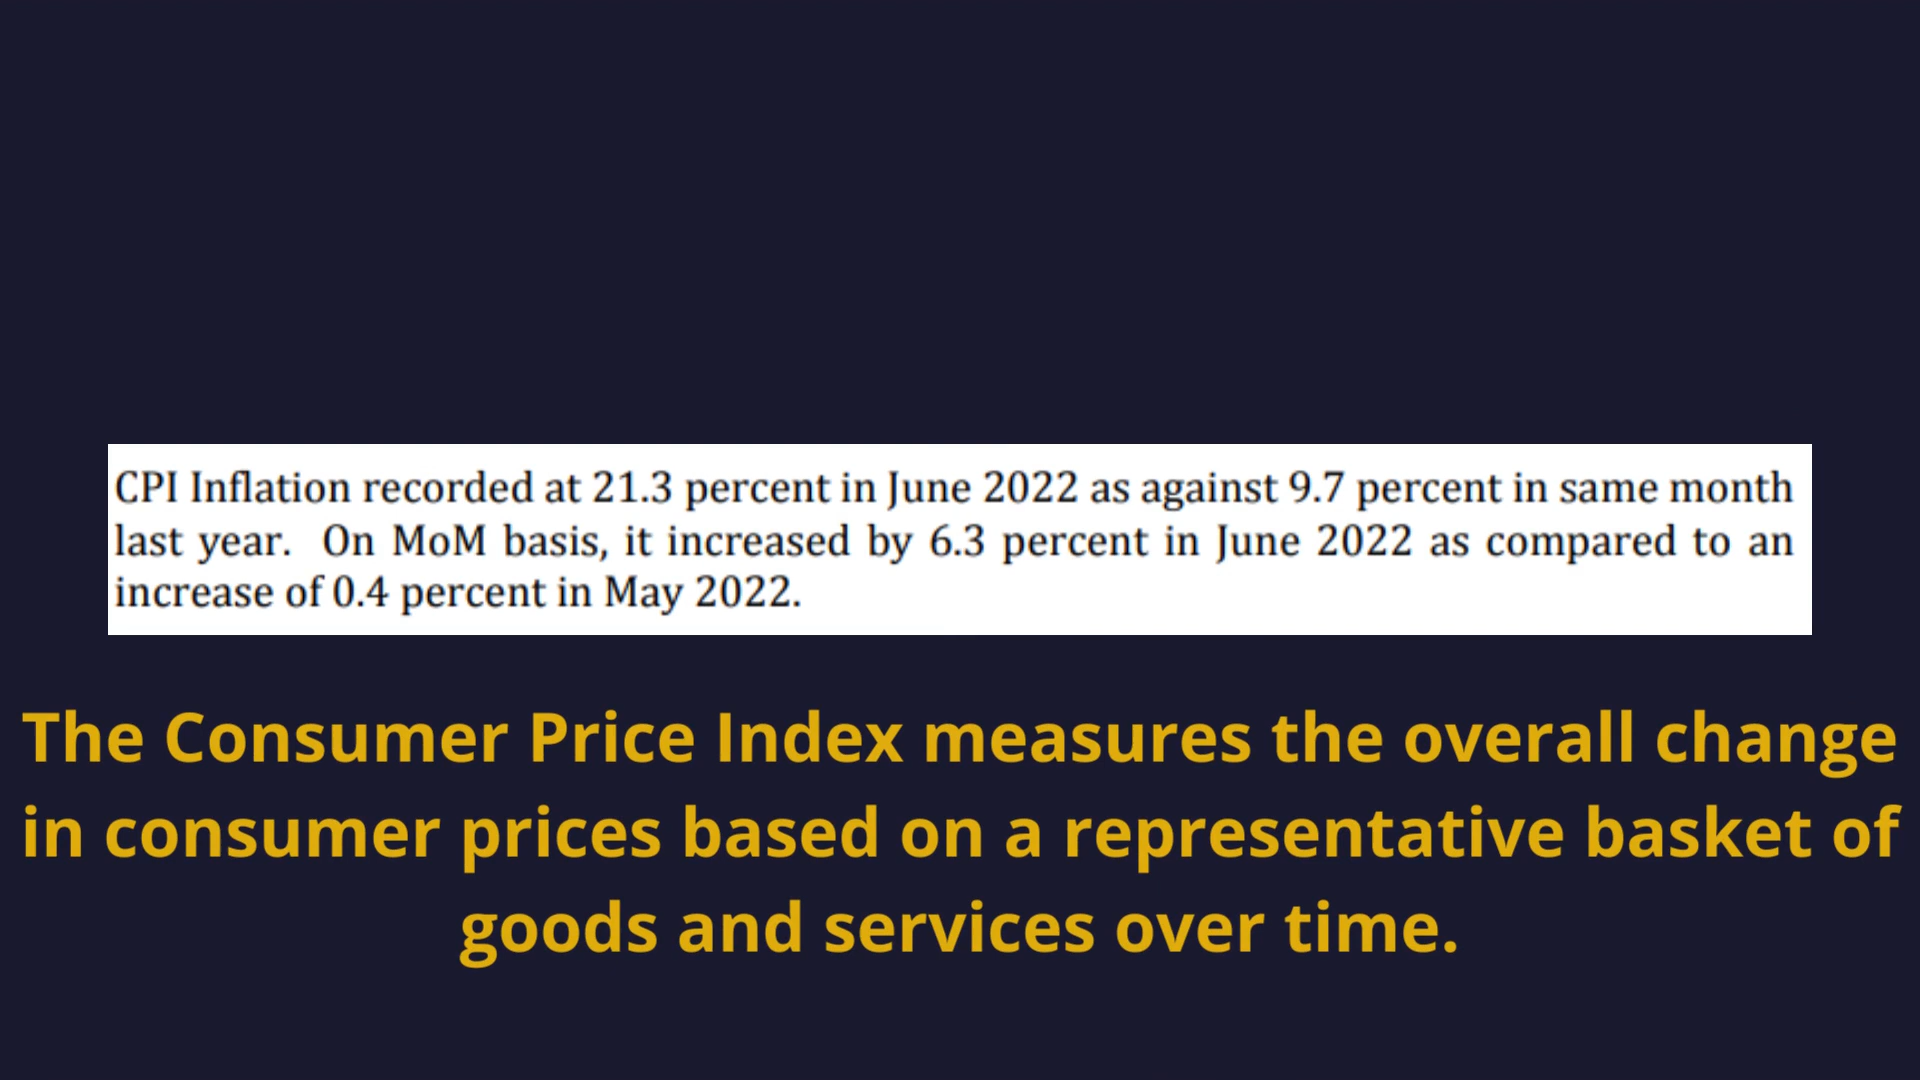 CPI Inflation recorded at 21.3 percent in June 2022 as against 9.7 percent in same month
last year. On MoM basis, it increased by 6.3 percent in June 2022 as compared to an
increase of 0.4 percent in May 2022.
The Consumer Price Index measures the overall change
in consumer prices based on a representative basket of
goods and services over time.